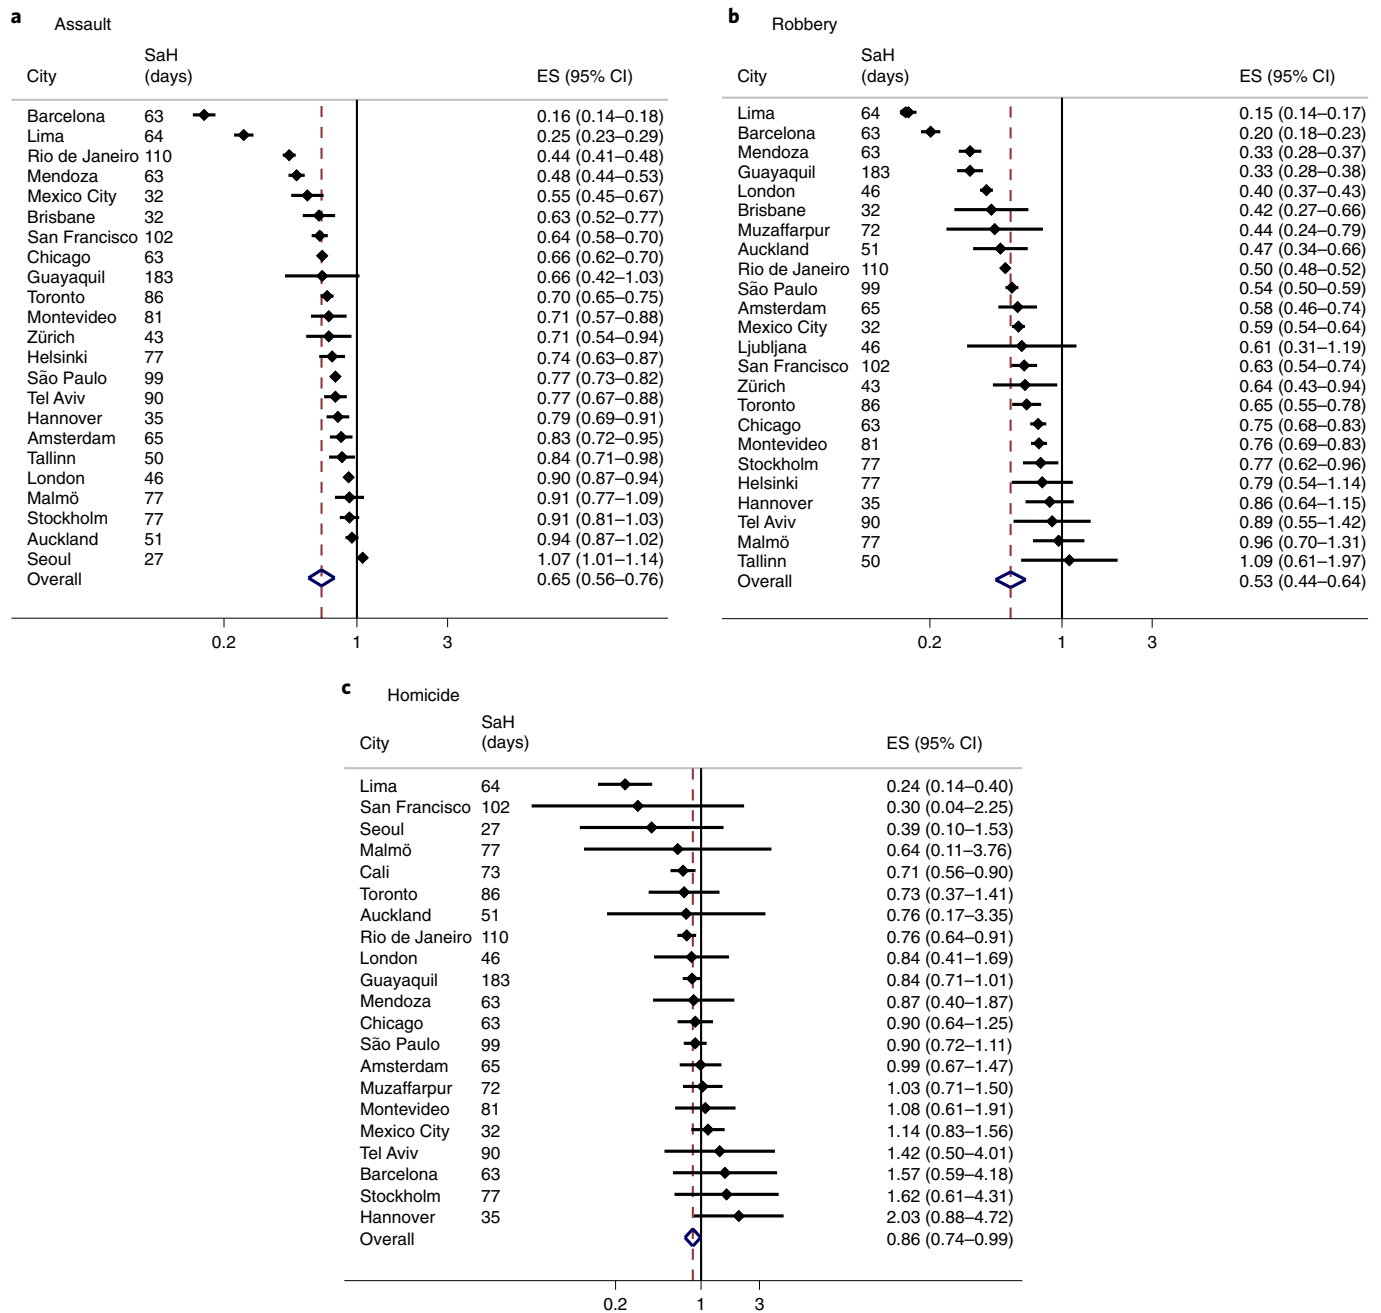 a Assault
City SaH (days) ES (95% CI)
Barcelona 63 0.16 (0.14–0.18)
Lima 64 0.25 (0.23–0.29)
Rio de Janeiro 110 0.44 (0.41–0.48)
Mendoza 63 0.48 (0.44–0.53)
Mexico City 32 0.55 (0.45–0.67)
Brisbane 32 0.63 (0.52–0.77)
San Francisco 102 0.64 (0.58–0.70)
Chicago 63 0.66 (0.62–0.70)
Guayaquil 183 0.66 (0.42–1.03)
Toronto 86 0.70 (0.65–0.75)
Montevideo 81 0.71 (0.57–0.88)
Zürich 43 0.71 (0.54–0.94)
Helsinki 77 0.74 (0.63–0.87)
São Paulo 99 0.77 (0.73–0.82)
Tel Aviv 90 0.77 (0.67–0.88)
Hannover 35 0.79 (0.69–0.91)
Amsterdam 65 0.83 (0.72–0.95)
Tallinn 50 0.84 (0.71–0.98)
London 46 0.90 (0.87–0.94)
Malmö 77 0.91 (0.77–1.09)
Stockholm 77 0.91 (0.81–1.03)
Auckland 51 0.94 (0.87–1.02)
Seoul 27 1.07 (1.01–1.14)
Overall 0.65 (0.56–0.76)
0.2 1 3
b Robbery
City SaH (days) ES (95% CI)
Lima 64 0.15 (0.14–0.17)
Barcelona 63 0.20 (0.18–0.23)
Mendoza 63 0.33 (0.28–0.37)
Guayaquil 183 0.33 (0.28–0.38)
London 46 0.40 (0.37–0.43)
Brisbane 32 0.42 (0.27–0.66)
Muzaffarpur 72 0.44 (0.24–0.79)
Auckland 51 0.47 (0.34–0.66)
Rio de Janeiro 110 0.50 (0.48–0.52)
São Paulo 99 0.54 (0.50–0.59)
Amsterdam 65 0.58 (0.46–0.74)
Mexico City 32 0.59 (0.54–0.64)
Ljubljana 46 0.61 (0.31–1.19)
San Francisco 102 0.63 (0.54–0.74)
Zürich 43 0.64 (0.43–0.94)
Toronto 86 0.65 (0.55–0.78)
Chicago 63 0.75 (0.68–0.83)
Montevideo 81 0.76 (0.69–0.83)
Stockholm 77 0.77 (0.62–0.96)
Helsinki 77 0.79 (0.54–1.14)
Hannover 35 0.86 (0.64–1.15)
Tel Aviv 90 0.89 (0.55–1.42)
Malmö 77 0.96 (0.70–1.31)
Tallinn 50 1.09 (0.61–1.97)
Overall 0.53 (0.44–0.64)
0.2 1 3
c Homicide
City SaH (days) ES (95% CI)
Lima 64 0.24 (0.14–0.40)
San Francisco 102 0.30 (0.04–2.25)
Seoul 27 0.39 (0.10–1.53)
Malmö 77 0.64 (0.11–3.76)
Cali 73 0.71 (0.56–0.90)
Toronto 86 0.73 (0.37–1.41)
Auckland 51 0.76 (0.17–3.35)
Rio de Janeiro 110 0.76 (0.64–0.91)
London 46 0.84 (0.41–1.69)
Guayaquil 183 0.84 (0.71–1.01)
Mendoza 63 0.87 (0.40–1.87)
Chicago 63 0.90 (0.64–1.25)
São Paulo 99 0.90 (0.72–1.11)
Amsterdam 65 0.99 (0.67–1.47)
Muzaffarpur 72 1.03 (0.71–1.50)
Montevideo 81 1.08 (0.61–1.91)
Mexico City 32 1.14 (0.83–1.56)
Tel Aviv 90 1.42 (0.50–4.01)
Barcelona 63 1.57 (0.59–4.18)
Stockholm 77 1.62 (0.61–4.31)
Hannover 35 2.03 (0.88–4.72)
Overall 0.86 (0.74–0.99)
0.2 1 3